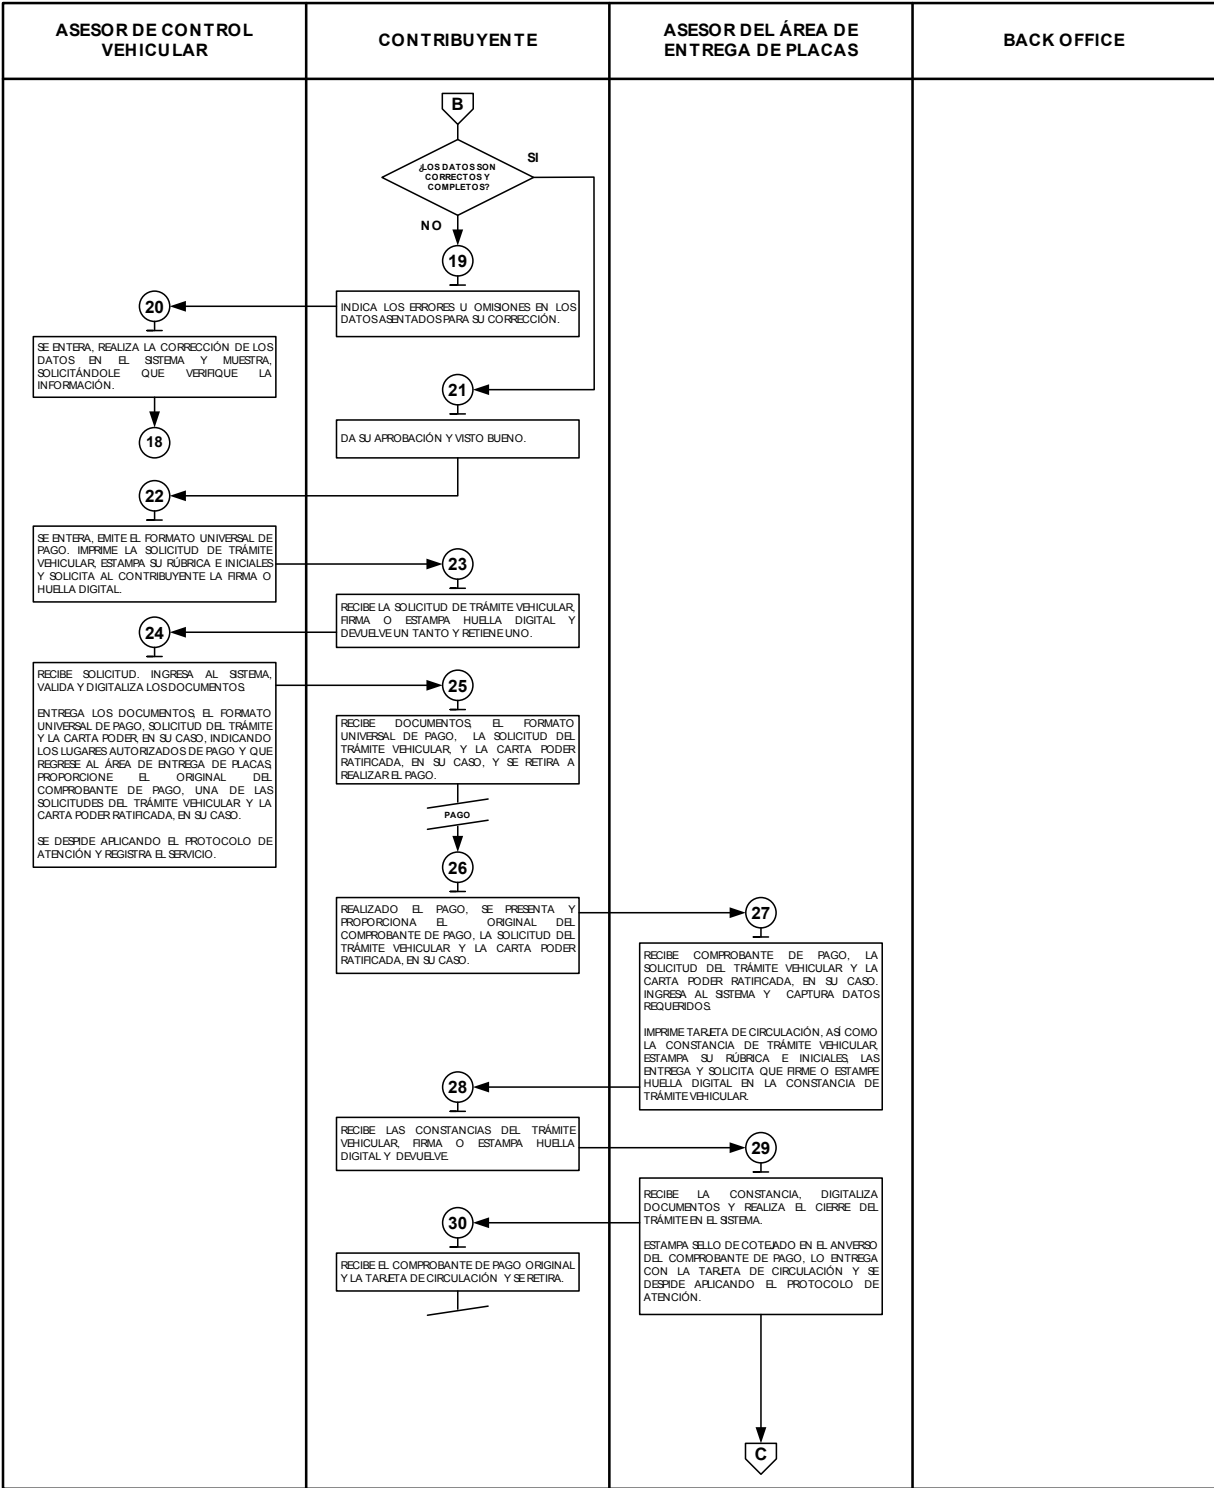 ASESOR DE CONTROL
VEHICULAR
CONTRIBUYENTE
ASESOR DEL ÁREA DE
ENTREGA DE PLACAS
BACK OFFICE
B
¿LOS DATOS SON
CORRECTOS Y
COMPLETOS?
SI
NO
19
INDICA LOS ERRORES U OMISIONES EN LOS
DATOS ASENTADOS PARA SU CORRECCIÓN.
20
SE ENTERA, REALIZA LA CORRECCIÓN DE LOS
DATOS EN EL SISTEMA Y MUESTRA,
SOLICITÁNDOLE QUE VERIFIQUE LA
INFORMACIÓN.
18
21
DA SU APROBACIÓN Y VISTO BUENO.
22
SE ENTERA, EMITE EL FORMATO UNIVERSAL DE
PAGO. IMPRIME LA SOLICITUD DE TRÁMITE
VEHICULAR, ESTAMPA SU RÚBRICA E INICIALES
Y SOLICITA AL CONTRIBUYENTE LA FIRMA O
HUELLA DIGITAL.
23
RECIBE LA SOLICITUD DE TRÁMITE VEHICULAR,
FIRMA O ESTAMPA HUELLA DIGITAL Y
DEVUELVE UN TANTO Y RETIENE UNO.
24
RECIBE SOLICITUD. INGRESA AL SISTEMA,
VALIDA Y DIGITALIZA LOS DOCUMENTOS.
ENTREGA LOS DOCUMENTOS, EL FORMATO
UNIVERSAL DE PAGO, SOLICITUD DEL TRÁMITE
Y LA CARTA PODER, EN SU CASO, INDICANDO
LOS LUGARES AUTORIZADOS DE PAGO Y QUE
REGRESE AL ÁREA DE ENTREGA DE PLACAS,
PROPORCIONE EL ORIGINAL DEL
COMPROBANTE DE PAGO, UNA DE LAS
SOLICITUDES DEL TRÁMITE VEHICULAR Y LA
CARTA PODER RATIFICADA, EN SU CASO.
SE DESPIDE APLICANDO EL PROTOCOLO DE
ATENCIÓN Y REGISTRA EL SERVICIO.
25
RECIBE DOCUMENTOS, EL FORMATO
UNIVERSAL DE PAGO, LA SOLICITUD DEL
TRÁMITE VEHICULAR, Y LA CARTA PODER
RATIFICADA, EN SU CASO, Y SE RETIRA A
REALIZAR EL PAGO.
PAGO
26
REALIZADO EL PAGO, SE PRESENTA Y
PROPORCIONA EL ORIGINAL DEL
COMPROBANTE DE PAGO, LA SOLICITUD DEL
TRÁMITE VEHICULAR Y LA CARTA PODER
RATIFICADA, EN SU CASO.
27
RECIBE COMPROBANTE DE PAGO, LA
SOLICITUD DEL TRÁMITE VEHICULAR Y LA
CARTA PODER RATIFICADA, EN SU CASO.
INGRESA AL SISTEMA Y CAPTURA DATOS
REQUERIDOS.
IMPRIME TARJETA DE CIRCULACIÓN, ASÍ COMO
LA CONSTANCIA DE TRÁMITE VEHICULAR,
ESTAMPA SU RÚBRICA E INICIALES, LAS
ENTREGA Y SOLICITA QUE FIRME O ESTAMPE
HUELLA DIGITAL EN LA CONSTANCIA DE
TRÁMITE VEHICULAR.
28
RECIBE LAS CONSTANCIAS DEL TRÁMITE
VEHICULAR, FIRMA O ESTAMPA HUELLA
DIGITAL Y DEVUELVE.
29
RECIBE LA CONSTANCIA, DIGITALIZA
DOCUMENTOS Y REALIZA EL CIERRE DEL
TRÁMITE EN EL SISTEMA.
ESTAMPA SELLO DE COTEJADO EN EL ANVERSO
DEL COMPROBANTE DE PAGO, LO ENTREGA
CON LA TARJETA DE CIRCULACIÓN Y SE
DESPIDE APLICANDO EL PROTOCOLO DE
ATENCIÓN.
30
RECIBE EL COMPROBANTE DE PAGO ORIGINAL
Y LA TARJETA DE CIRCULACIÓN Y SE RETIRA.
C